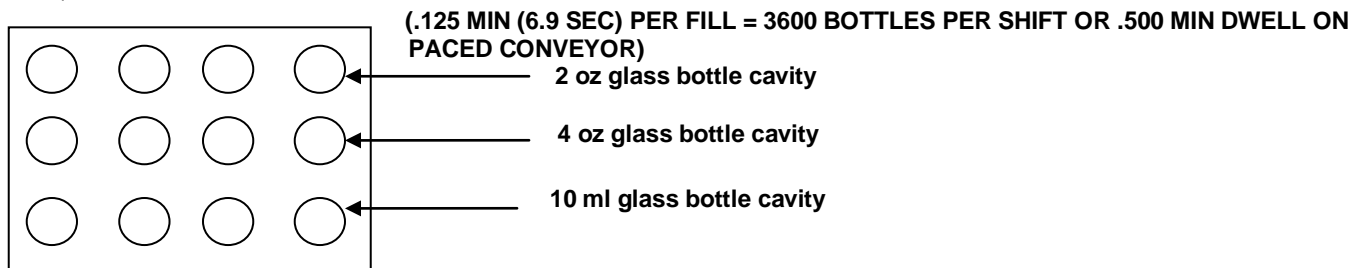 (.125 MIN (6.9 SEC) PER FILL = 3600 BOTTLES PER SHIFT OR .500 MIN DWELL ON
PACED CONVEYOR)
2 oz glass bottle cavity
4 oz glass bottle cavity
10 ml glass bottle cavity